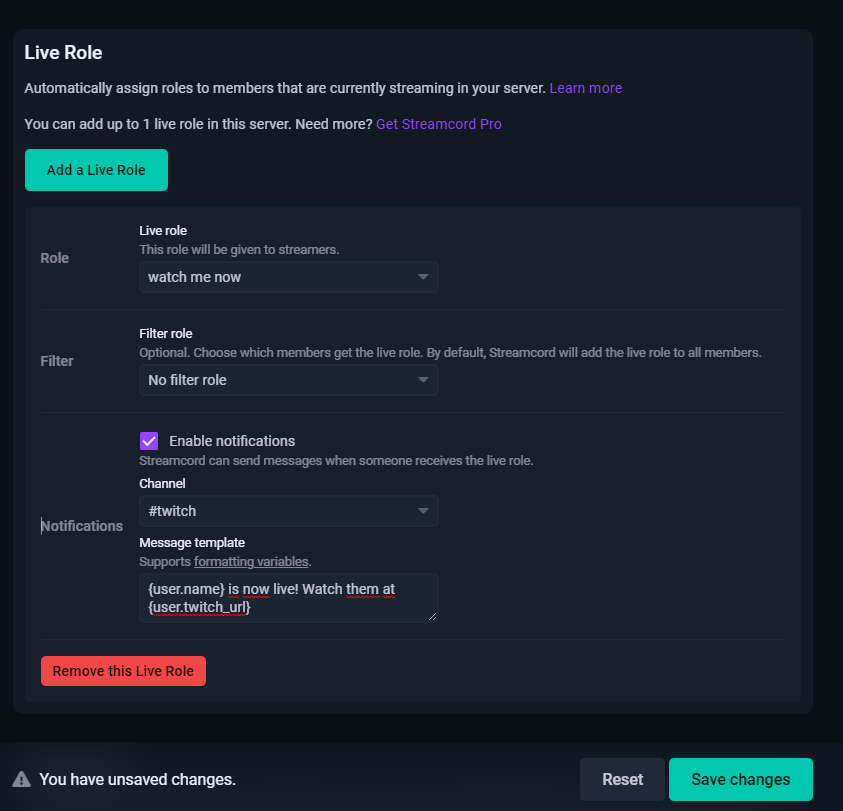 Live Role
Automatically assign roles to members that are currently streaming in your server. Learn more
You can add up to 1 live role in this server. Need more? Get Streamcord Pro
Add a Live Role
Role
Live role
This role will be given to streamers.
watch me now
Filter
Filter role
Optional. Choose which members get the live role. By default, Streamcord will add the live role to all members.
No filter role
Notifications
Enable notifications
Streamcord can send messages when someone receives the live role.
Channel
#twitch
Message template
Supports formatting variables.
{user.name} is now live! Watch them at
{user.twitch_url}
Remove this Live Role
You have unsaved changes.
Reset
Save changes